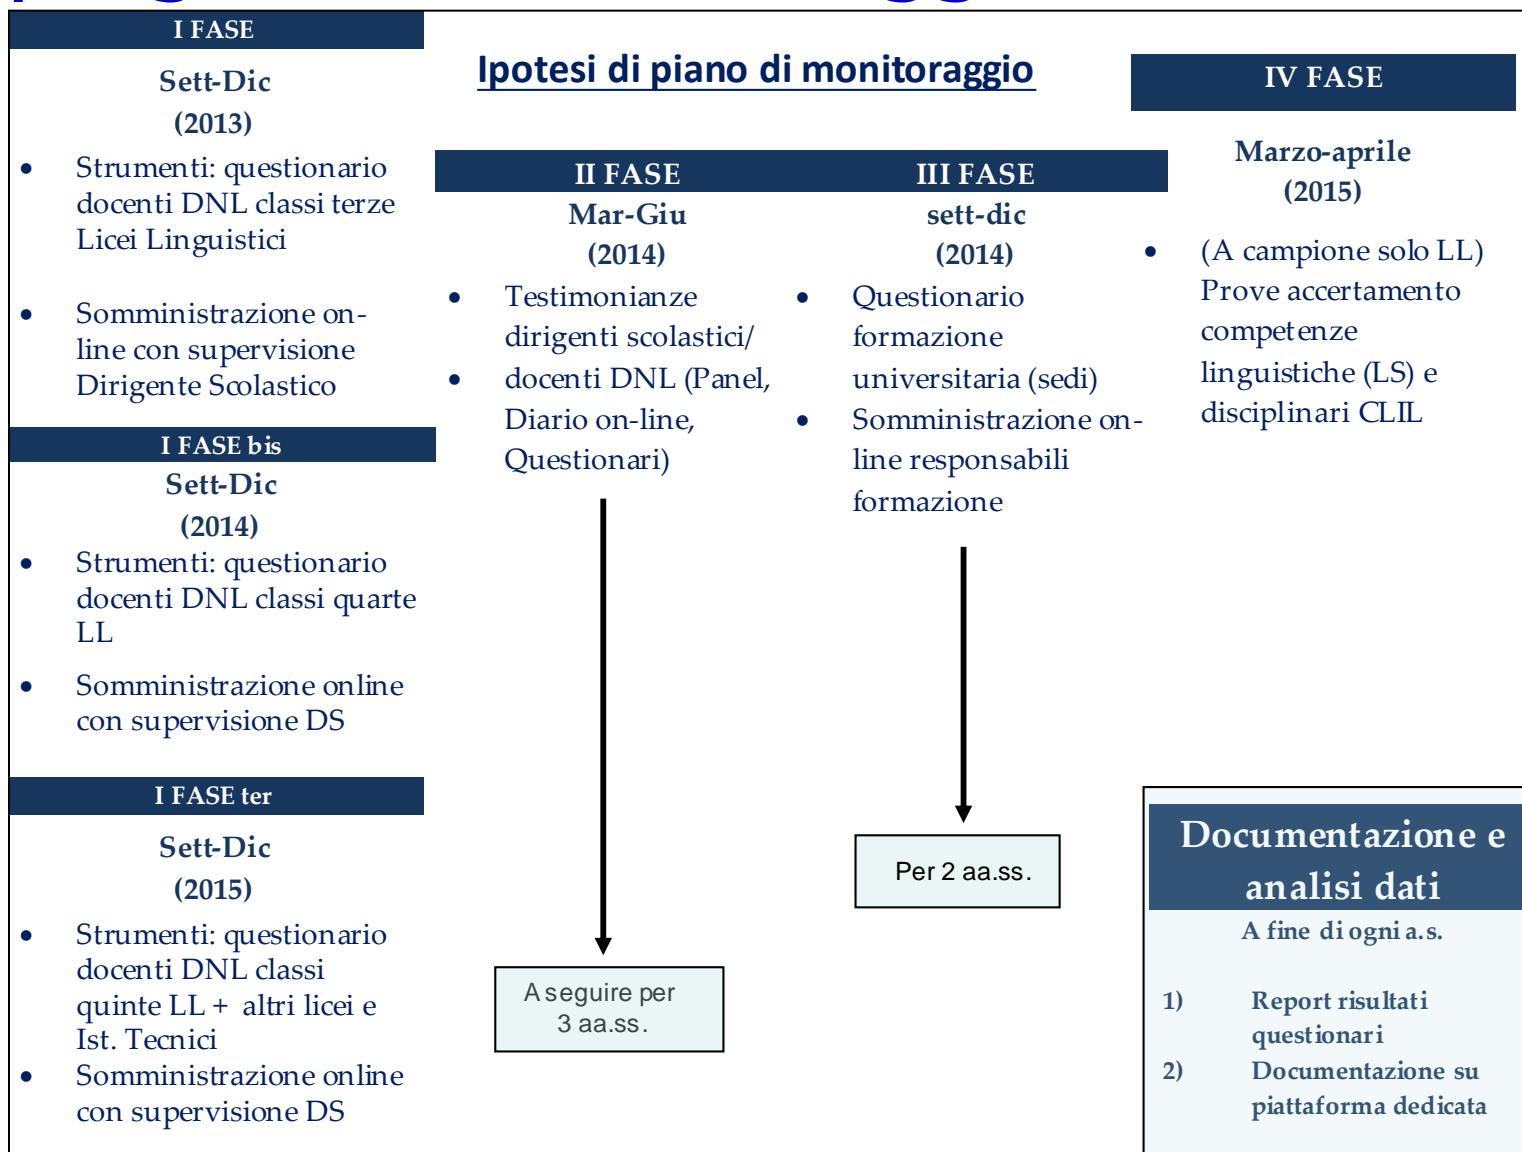 I FASE
Sett-Dic
(2013)
• Strumenti: questionario
docenti DNL classi terze
Licei Linguistici
• Somministrazione on-
line con supervisione
Dirigente Scolastico
I FASE bis
Sett-Dic
(2014)
• Strumenti: questionario
docenti DNL classi quarte
LL
• Somministrazione online
con supervisione DS
I FASE ter
Sett-Dic
(2015)
• Strumenti: questionario
docenti DNL classi
quinte LL + altri licei e
Ist. Tecnici
• Somministrazione online
con supervisione DS
Ipotesi di piano di monitoraggio
II FASE
Mar-Giu
(2014)
• Testimonianze
dirigenti scolastici/
• docenti DNL (Panel,
Diario on-line,
Questionari)
A seguire per
3 aa.ss.
III FASE
sett-dic
(2014)
• Questionario
formazione
universitaria (sedi)
• Somministrazione on-
line responsabili
formazione
Per 2 aa.ss.
IV FASE
Marzo-aprile
(2015)
• (A campione solo LL)
Prove accertamento
competenze
linguistiche (LS) e
disciplinari CLIL
Documentazione e
analisi dati
A fine di ogni a.s.
1) Report risultati
questionari
2) Documentazione su
piattaforma dedicata